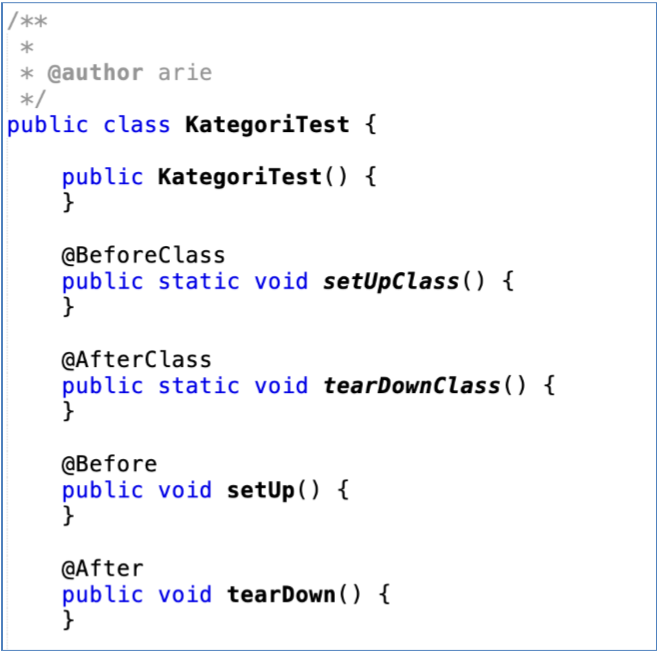 /**
 *
 * @author arie
 */
public class KategoriTest {
    public KategoriTest() {
    }
    @BeforeClass
    public static void setUpClass() {
    }
    @AfterClass
    public static void tearDownClass() {
    }
    @Before
    public void setUp() {
    }
    @After
    public void tearDown() {
    }